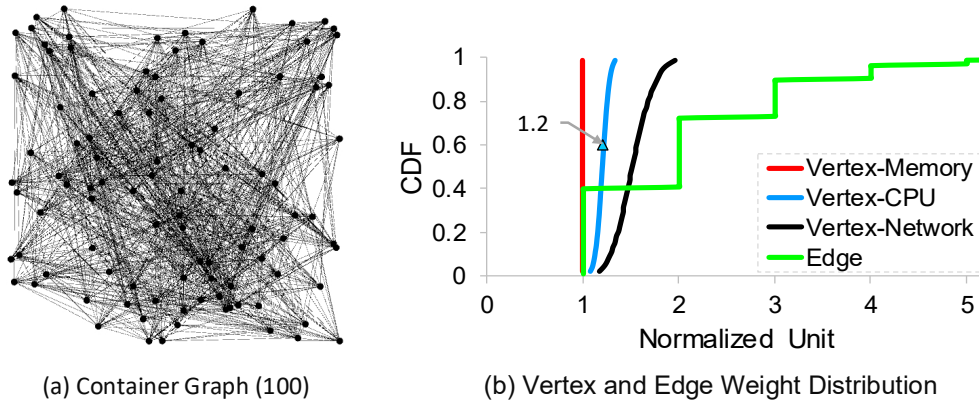 1
0.8
0.6
0.4
0.2
0
CDF
1.2
Vertex-Memory
Vertex-CPU
Vertex-Network
Edge
0 1 2 3 4 5
Normalized Unit
(a) Container Graph (100)
(b) Vertex and Edge Weight Distribution